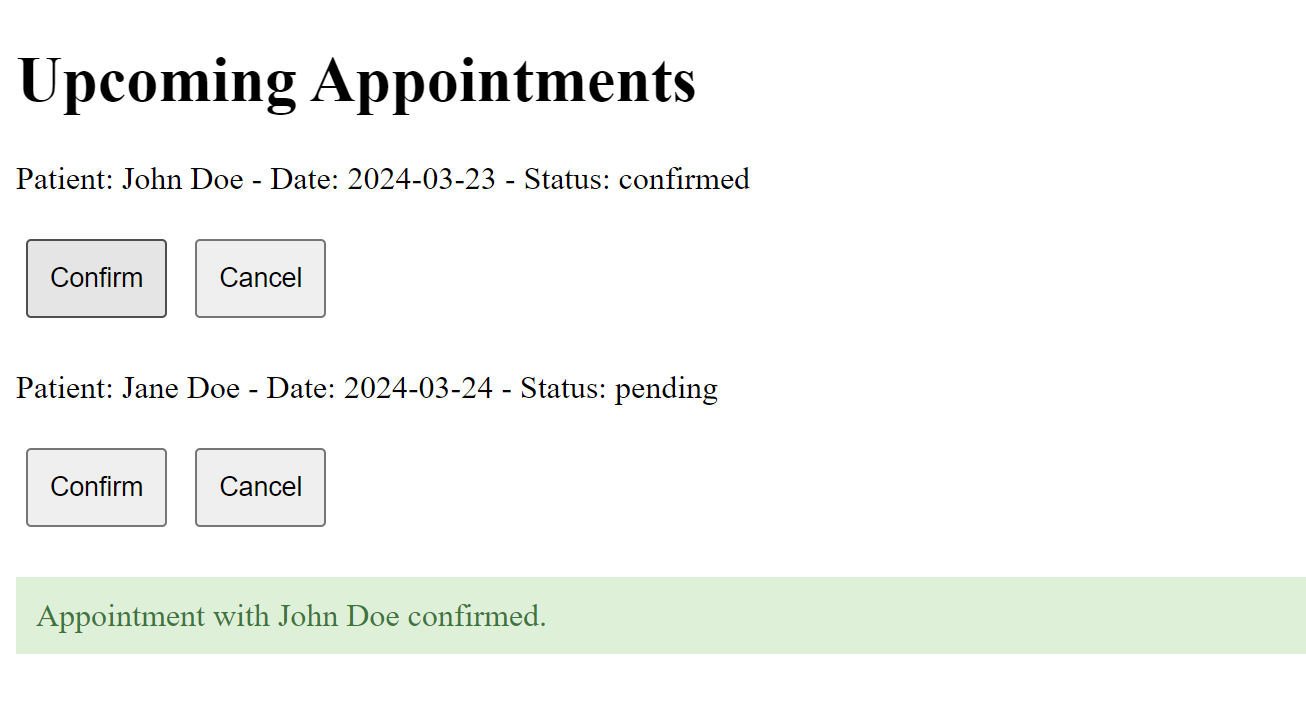 Upcoming Appointments
Patient: John Doe - Date: 2024-03-23 - Status: confirmed
Confirm Cancel
Patient: Jane Doe - Date: 2024-03-24 - Status: pending
Confirm Cancel
Appointment with John Doe confirmed.